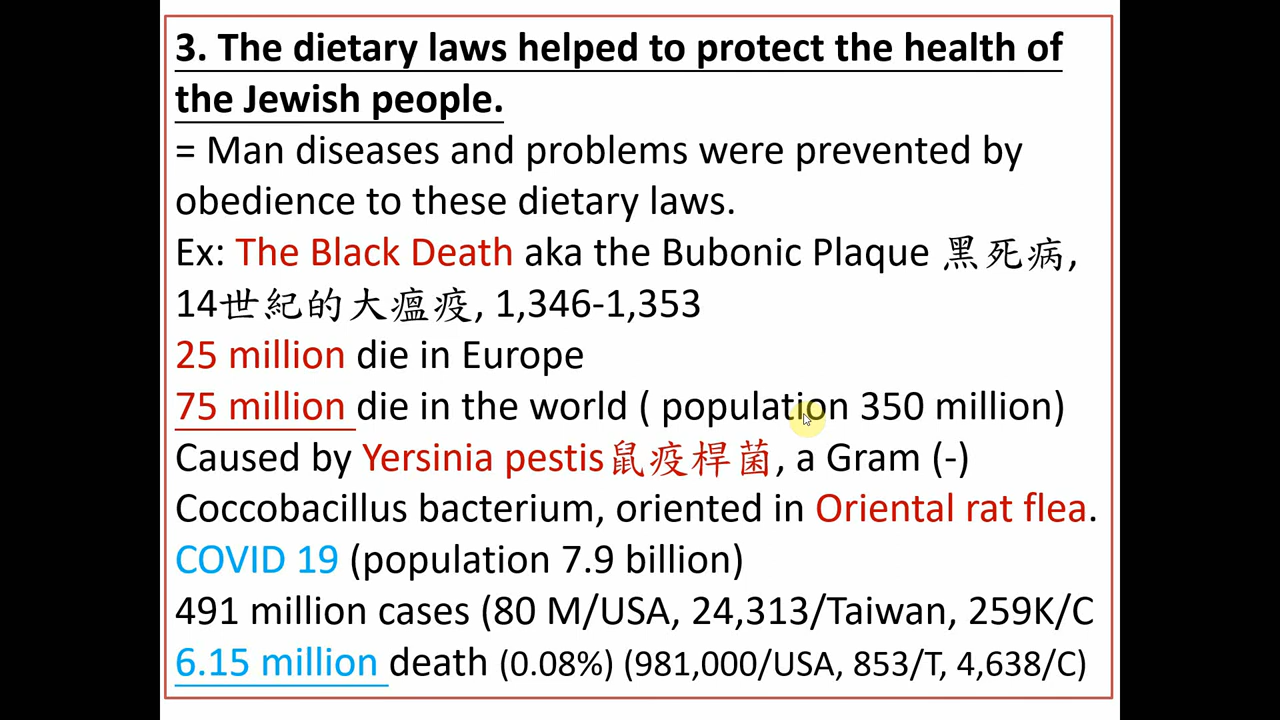 3. The dietary laws helped to protect the health of
the Jewish people.
= Man diseases and problems were prevented by
obedience to these dietary laws.
Ex: The Black Death aka the Bubonic Plaque 黑死病,
14世紀的大瘟疫, 1,346-1,353
25 million die in Europe
75 million die in the world ( population 350 million)
Caused by Yersinia pestis鼠疫桿菌, a Gram (-)
Coccobacillus bacterium, oriented in Oriental rat flea.
COVID 19 (population 7.9 billion)
491 million cases (80 M/USA, 24,313/Taiwan, 259K/C
6.15 million death (0.08%) (981,000/USA, 853/T, 4,638/C)